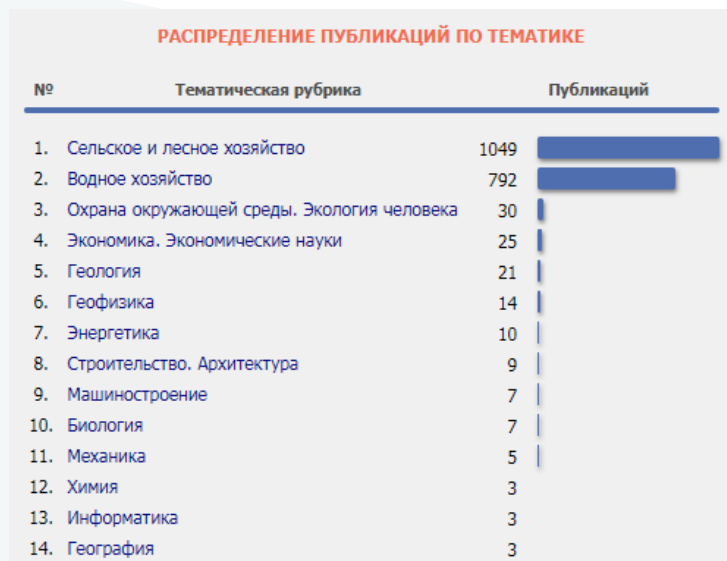 РАСПРЕДЕЛЕНИЕ ПУБЛИКАЦИЙ ПО ТЕМАТИКЕ
№ Тематическая рубрика Публикаций
1. Сельское и лесное хозяйство 1049
2. Водное хозяйство 792
3. Охрана окружающей среды. Экология человека 30
4. Экономика. Экономические науки 25
5. Геология 21
6. Геофизика 14
7. Энергетика 10
8. Строительство. Архитектура 9
9. Машиностроение 7
10. Биология 7
11. Механика 5
12. Химия 3
13. Информатика 3
14. География 3